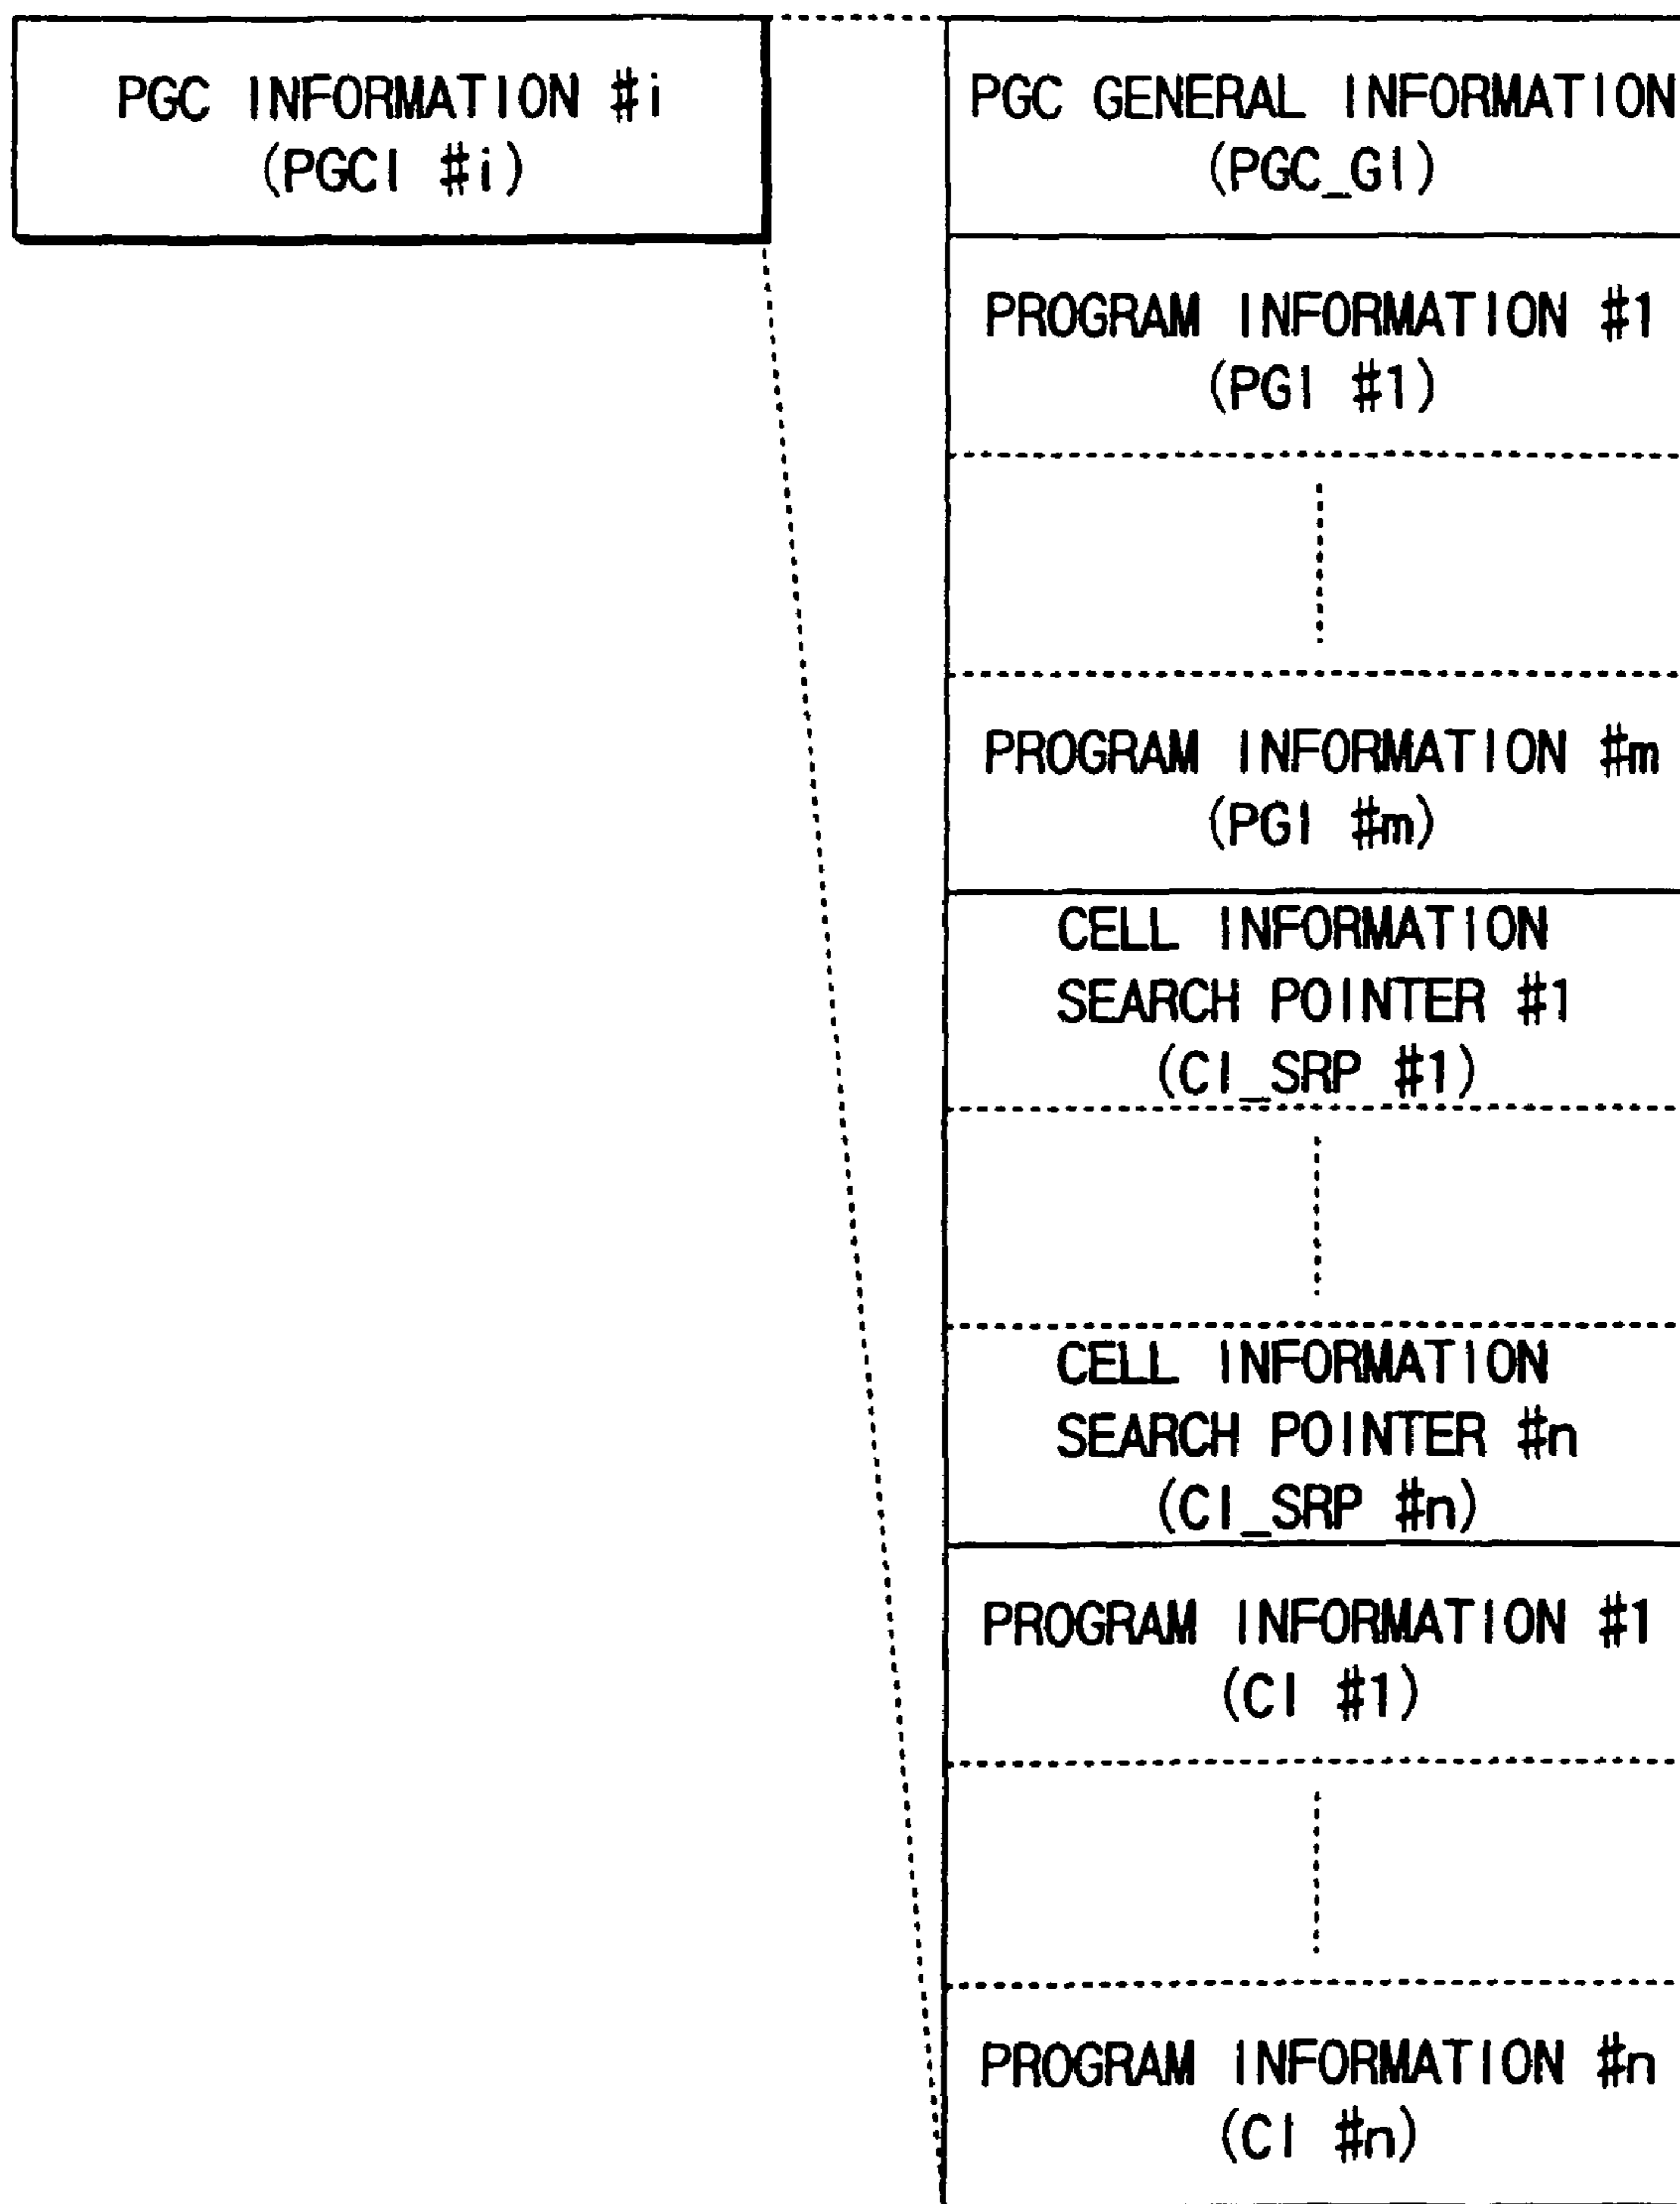 PGC INFORMATION #i
(PGCI #i)
PGC GENERAL INFORMATION
(PGC_GI)
PROGRAM INFORMATION #1
(PGI #1)
PROGRAM INFORMATION #m
(PGI #m)
CELL INFORMATION
SEARCH POINTER #1
(CI_SRP #1)
CELL INFORMATION
SEARCH POINTER #n
(CI_SRP #n)
PROGRAM INFORMATION #1
(CI #1)
PROGRAM INFORMATION #n
(CI #n)